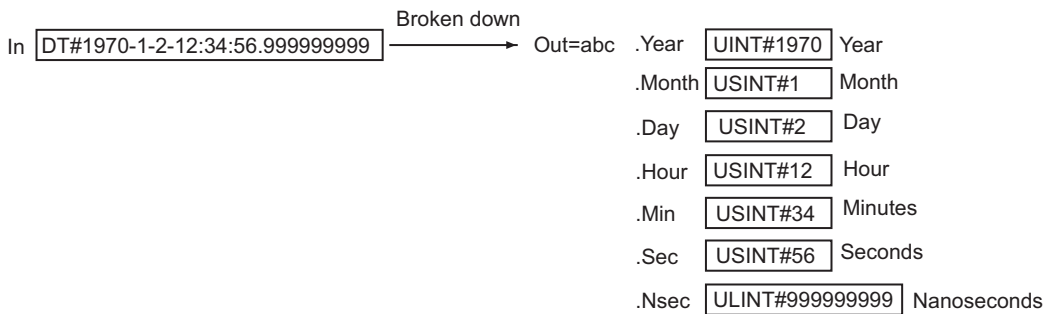 Broken down
In DT#1970-1-2-12:34:56.999999999 Out=abc .Year UINT#1970 Year
.Month USINT#1 Month
.Day USINT#2 Day
.Hour USINT#12 Hour
.Min USINT#34 Minutes
.Sec USINT#56 Seconds
.Nsec ULINT#999999999 Nanoseconds